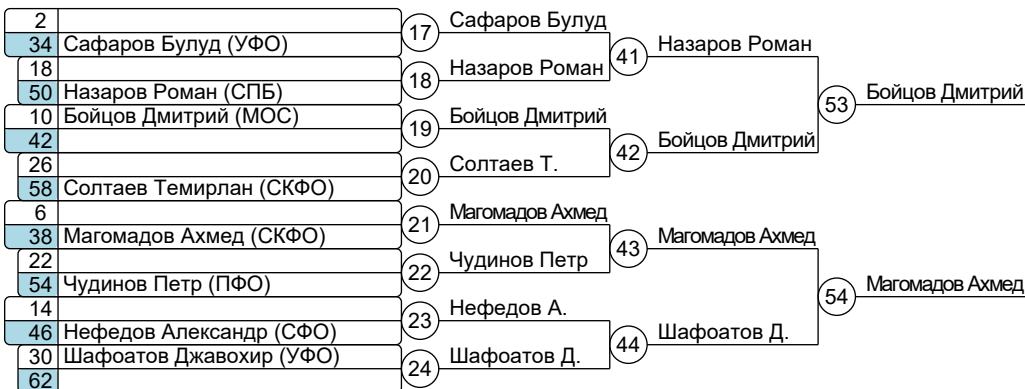 2
34 Сафаров Булуд (УФО)
18
50 Назаров Роман (СПБ)
10 Бойцов Дмитрий (МОС)
42
26
58 Солтаев Темирлан (СКФО)
6
38 Магомадов Ахмед (СКФО)
22
54 Чудинов Петр (ПФО)
14
46 Нефедов Александр (СФО)
30 Шафоатов Джавохир (УФО)
62
17
18
19
20
21
22
23
24
Сафаров Булуд
Назаров Роман
Бойцов Дмитрий
Солтаев Т.
Магомадов Ахмед
Чудинов Петр
Нефедов А.
Шафоатов Д.
41
42
43
44
Назаров Роман
Бойцов Дмитрий
Магомадов Ахмед
Шафоатов Д.
53
54
Бойцов Дмитрий
Магомадов Ахмед